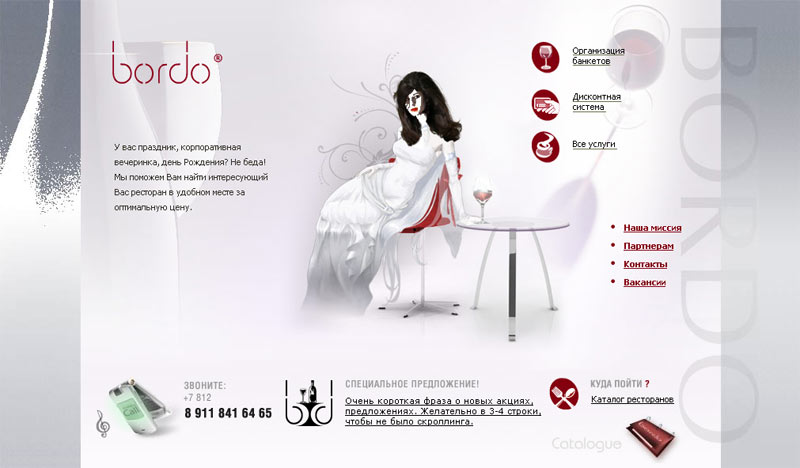 bordo®
У вас праздник, корпоративная
вечеринка, день Рождения? Не беда!
Мы поможем Вам найти интересующий
Вас ресторан в удобном месте за
оптимальную цену.
Организация
банкетов
Дисконтная
система
Все услуги
Наша миссия
Партнерам
Контакты
Вакансии
BORDO
ЗВОНИТЕ:
+7 812
8 911 841 64 65
СПЕЦИАЛЬНОЕ ПРЕДЛОЖЕНИЕ!
Очень короткая фраза о новых акциях,
предложениях. Желательно в 3-4 строки,
чтобы не было скроллинга.
КУДА ПОЙТИ ?
Каталог ресторанов
Catalogue